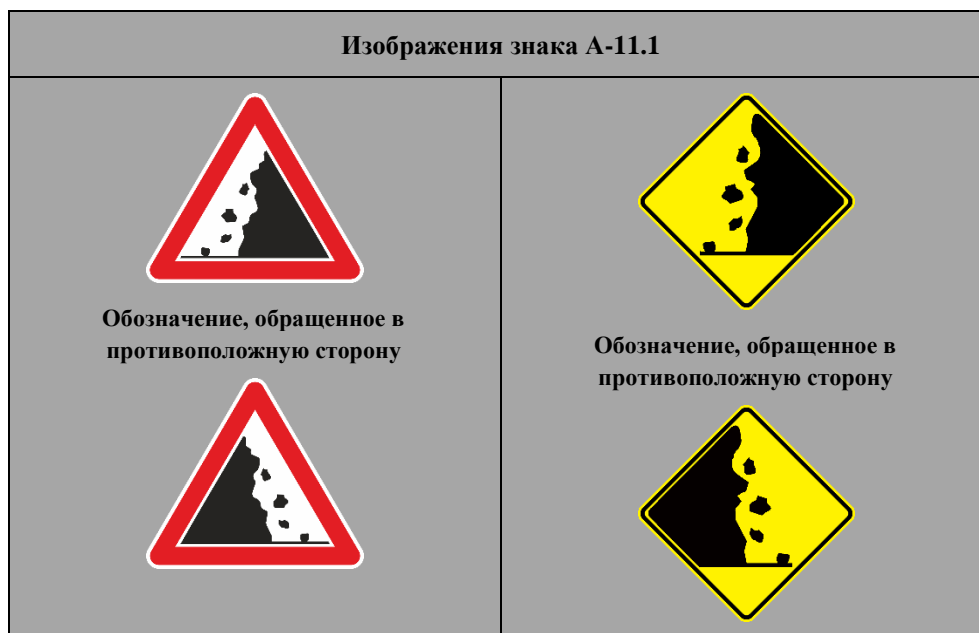 Изображения знака A-11.1
Обозначение, обращенное в
противоположную сторону
Обозначение, обращенное в
противоположную сторону